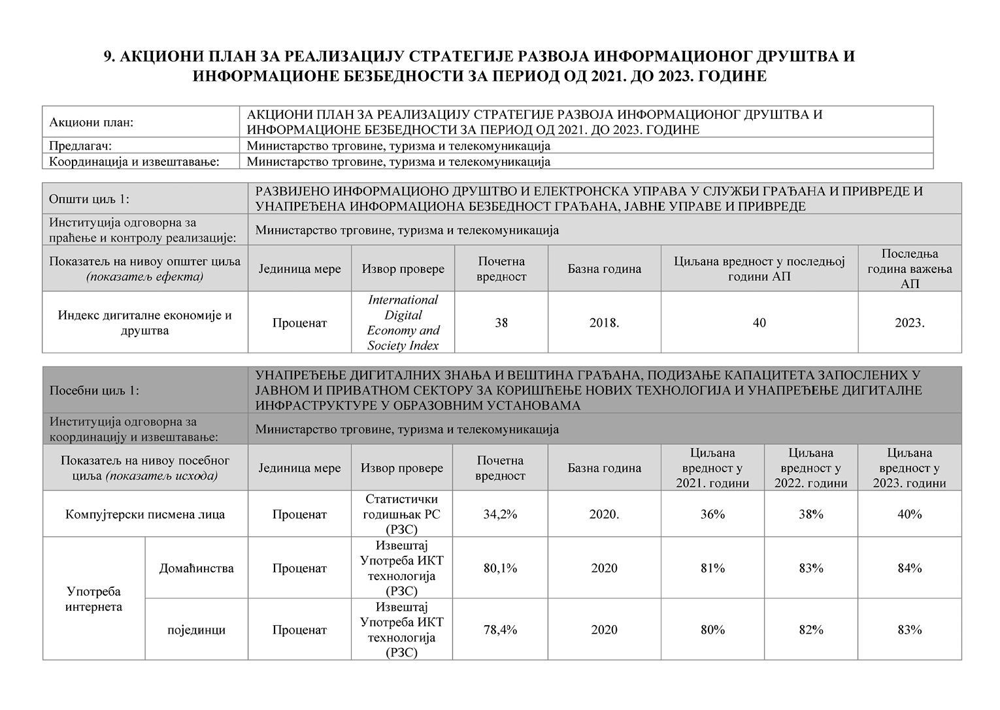 9. АКЦИОНИ ПЛАН ЗА РЕАЛИЗАЦИЈУ СТРАТЕГИЈЕ РАЗВОЈА ИНФОРМАЦИОНОГ ДРУШТВА И
ИНФОРМАЦИОНЕ БЕЗБЕДНОСТИ ЗА ПЕРИОД ОД 2021. ДО 2023. ГОДИНЕ
Акциони план:
АКЦИОНИ ПЛАН ЗА РЕАЛИЗАЦИЈУ СТРАТЕГИЈЕ РАЗВОЈА ИНФОРМАЦИОНОГ ДРУШТВА И
ИНФОРМАЦИОНЕ БЕЗБЕДНОСТИ ЗА ПЕРИОД ОД 2021. ДО 2023. ГОДИНЕ
Предлагач:
Министарство трговине, туризма и телекомуникација
Координација и извештавање:
Министарство трговине, туризма и телекомуникација
Општи циљ 1:
РАЗВИЈЕНО ИНФОРМАЦИОНО ДРУШТВО И ЕЛЕКТРОНСКА УПРАВА У СЛУЖБИ ГРАЂАНА И ПРИВРЕДЕ И
УНАПРЕЂЕНА ИНФОРМАЦИОНА БЕЗБЕДНОСТ ГРАЂАНА, ЈАВНЕ УПРАВЕ И ПРИВРЕДЕ
Институција одговорна за
праћење и контролу реализације:
Министарство трговине, туризма и телекомуникација
Показатељ на нивоу општег циља
(показатељ ефекта)
Јединица мере
Извор провере
Почетна
вредност
Базна година
Циљана вредност у последњој
години АП
Последња
година важења
АП
Индекс дигиталне економије и
друштва
Проценат
International
Digital
Economy and
Society Index
38
2018.
40
2023.
Посебни циљ 1:
УНАПРЕЂЕЊЕ ДИГИТАЛНИХ ЗНАЊА И ВЕШТИНА ГРАЂАНА, ПОДИЗАЊЕ КАПАЦИТЕТА ЗАПОСЛЕНИХ У
ЈАВНОМ И ПРИВАТНОМ СЕКТОРУ ЗА КОРИШЋЕЊЕ НОВИХ ТЕХНОЛОГИЈА И УНАПРЕЂЕЊЕ ДИГИТАЛНЕ
ИНФРАСТРУКТУРЕ У ОБРАЗОВНИМ УСТАНОВАМА
Институција одговорна за
координацију и извештавање:
Министарство трговине, туризма и телекомуникација
Показатељ на нивоу посебног
циља (показатељ исхода)
Јединица мере
Извор провере
Почетна
вредност
Базна година
Циљана
вредност у
2021. години
Циљана
вредност у
2022. години
Циљана
вредност у
2023. години
Компујтерски писмена лица
Проценат
Статистички
годишњак РС
(РЗС)
34,2%
2020.
36%
38%
40%
Употреба
интернета
Домаћинства
Проценат
Извештај
Употреба ИКТ
технологија
(РЗС)
80,1%
2020
81%
83%
84%
појединци
Проценат
Извештај
Употреба ИКТ
технологија
(РЗС)
78,4%
2020
80%
82%
83%